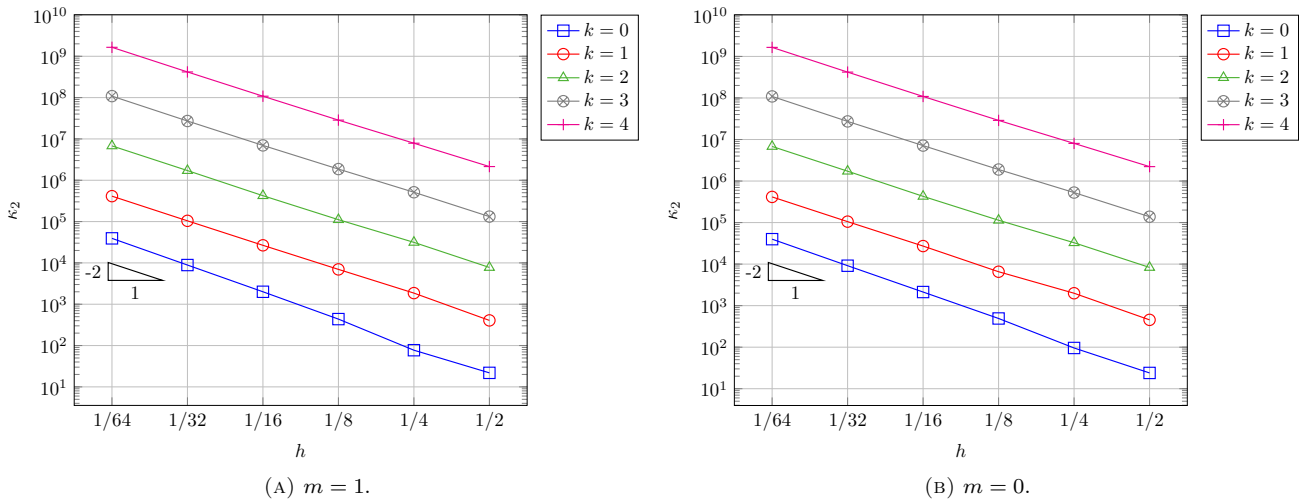 10^10
10^9
10^8
10^7
10^6
10^5
10^4
10^3
10^2
10^1
κ₂
-2
1
1/64 1/32 1/16 1/8 1/4 1/2
h
k = 0
k = 1
k = 2
k = 3
k = 4
(A) m = 1.
10^10
10^9
10^8
10^7
10^6
10^5
10^4
10^3
10^2
10^1
κ₂
-2
1
1/64 1/32 1/16 1/8 1/4 1/2
h
k = 0
k = 1
k = 2
k = 3
k = 4
(B) m = 0.